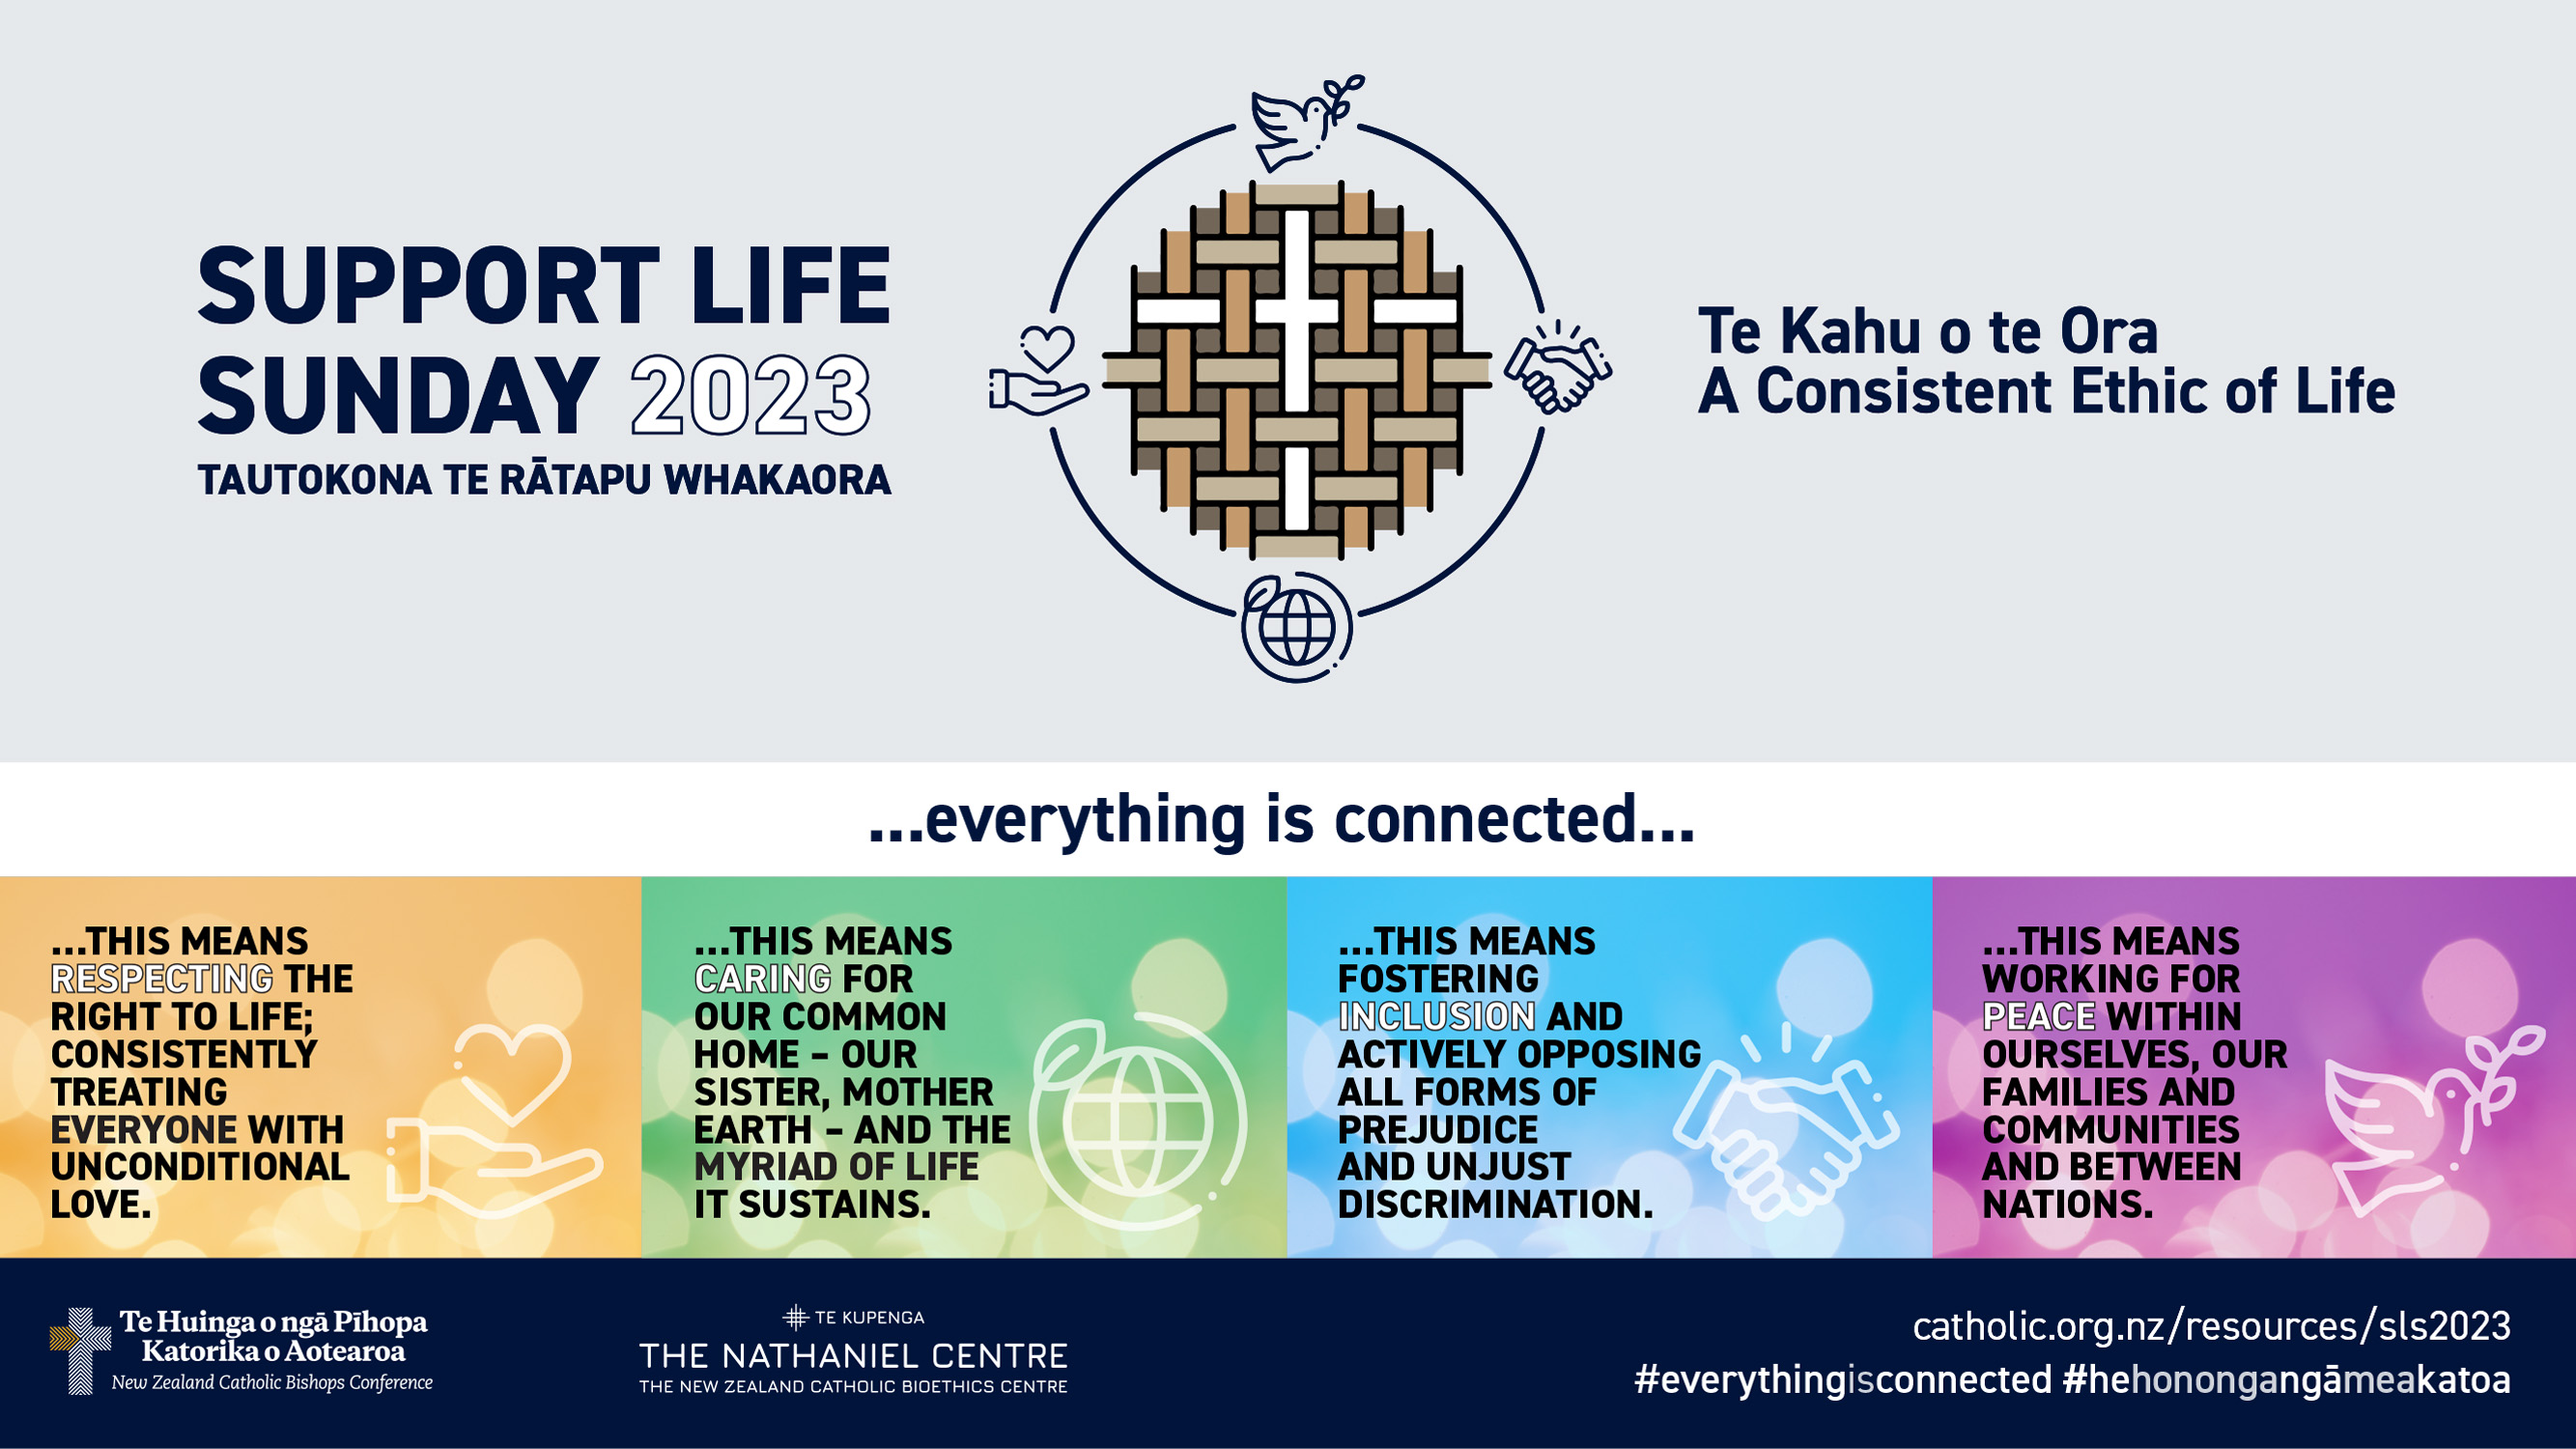 SUPPORT LIFE
SUNDAY 2023
TAUTOKONA TE RĀTAPU WHAKAORA
Te Kahu o te Ora
A Consistent Ethic of Life
...everything is connected...
...THIS MEANS
RESPECTING THE
RIGHT TO LIFE;
CONSISTENTLY
TREATING
EVERYONE WITH
UNCONDITIONAL
LOVE.
...THIS MEANS
CARING FOR
OUR COMMON
HOME – OUR
SISTER, MOTHER
EARTH – AND THE
MYRIAD OF LIFE
IT SUSTAINS.
...THIS MEANS
FOSTERING
INCLUSION AND
ACTIVELY OPPOSING
ALL FORMS OF
PREJUDICE
AND UNJUST
DISCRIMINATION.
...THIS MEANS
WORKING FOR
PEACE WITHIN
OURSELVES, OUR
FAMILIES AND
COMMUNITIES
AND BETWEEN
NATIONS.
Te Huinga o ngā Pīhopa
Katorika o Aotearoa
New Zealand Catholic Bishops Conference
TE KUPENGA
THE NATHANIEL CENTRE
THE NEW ZEALAND CATHOLIC BIOETHICS CENTRE
catholic.org.nz/resources/sls2023
#everythingisconnected #hehonongangāmeakatoa